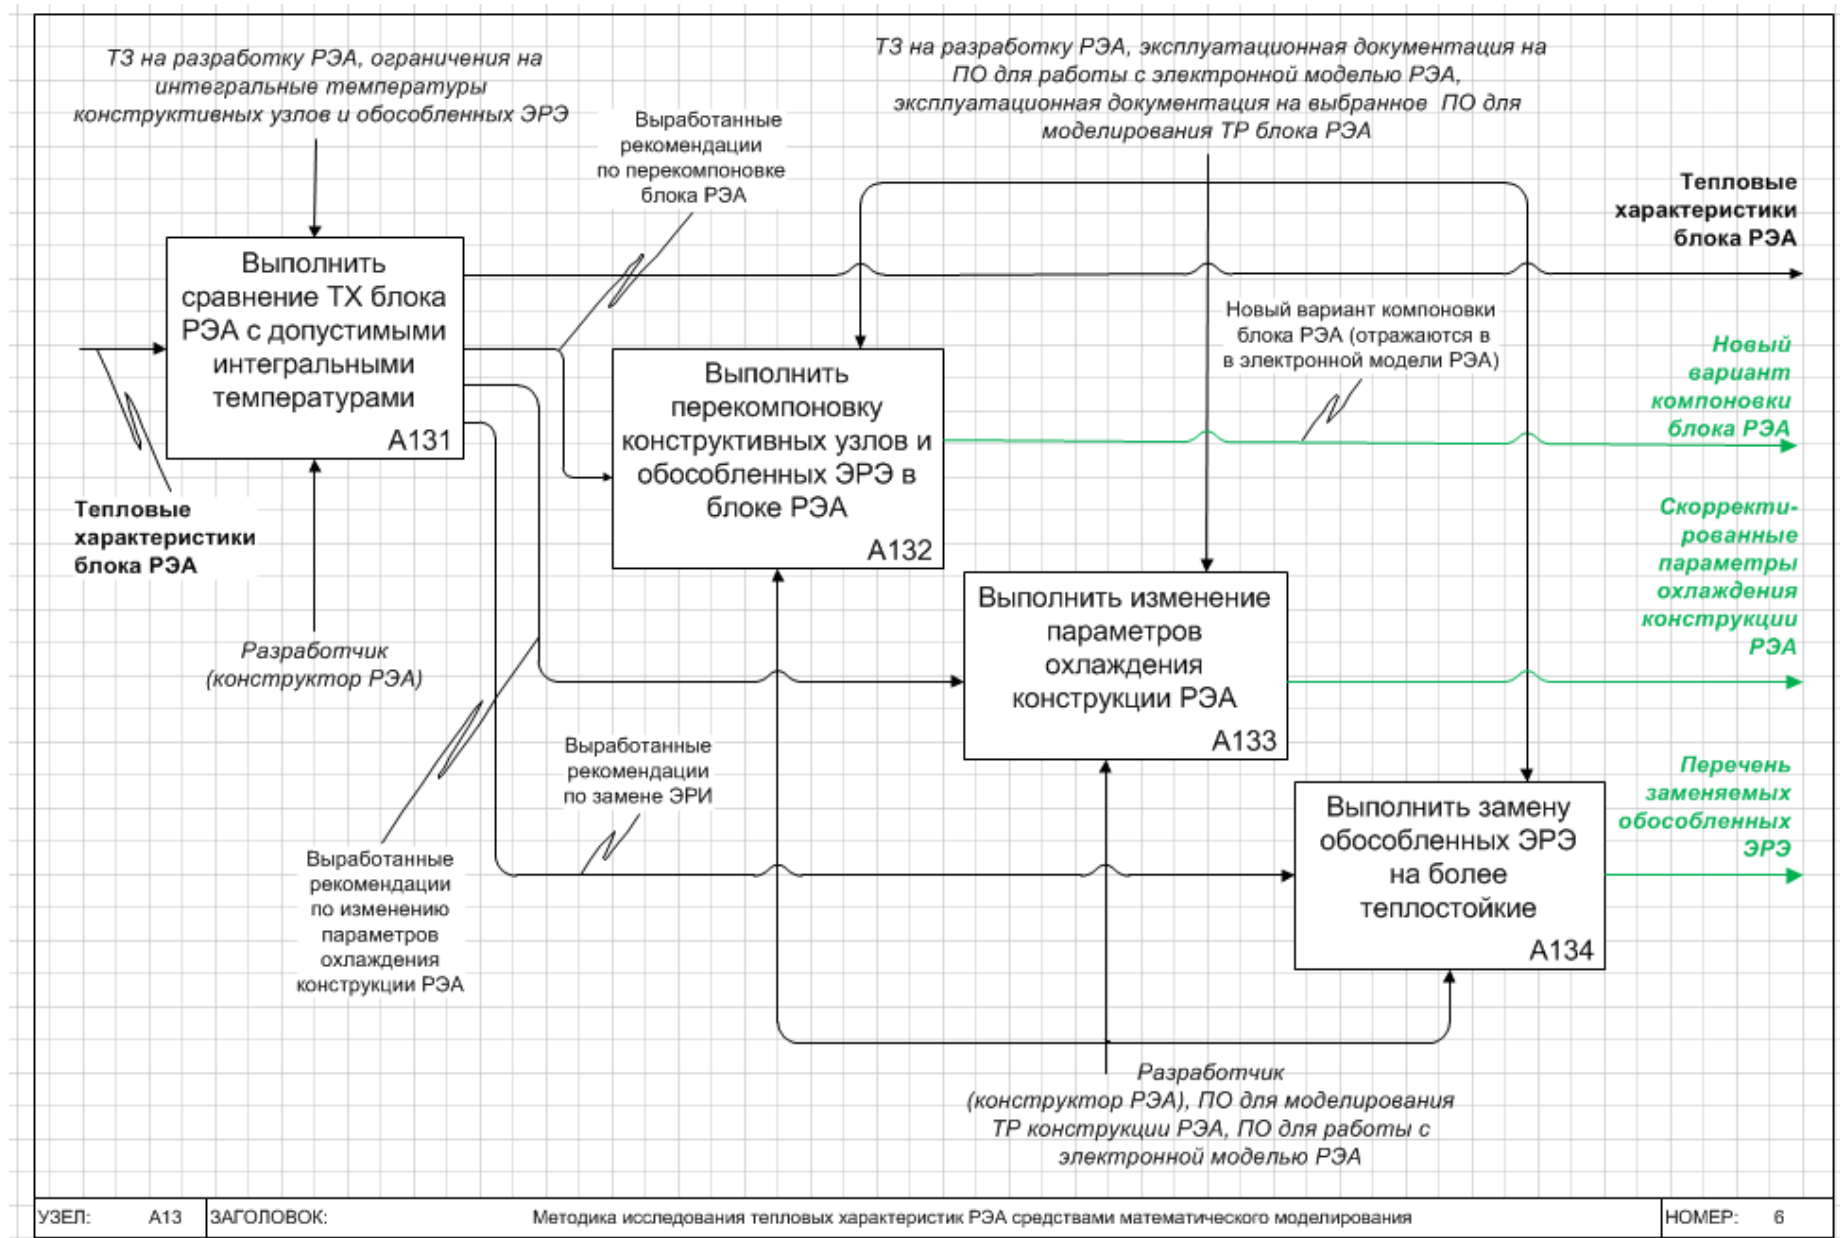 ТЗ на разработку РЭА, ограничения на
интегральные температуры
конструктивных узлов и обособленных ЭРЭ
Выработанные
рекомендации
по перекомпоновке
блока РЭА
ТЗ на разработку РЭА, эксплуатационная документация на
ПО для работы с электронной моделью РЭА,
эксплуатационная документация на выбранное ПО для
моделирования ТР блока РЭА
Тепловые
характеристики
блока РЭА
Выполнить
сравнение ТХ блока
РЭА с допустимыми
интегральными
температурами
А131
Новый вариант компоновки
блока РЭА (отражаются в
в электронной модели РЭА)
Новый
вариант
компоновки
блока РЭА
Выполнить
перекомпоновку
конструктивных узлов и
обособленных ЭРЭ в
блоке РЭА
А132
Тепловые
характеристики
блока РЭА
Скорректи-
рованные
параметры
охлаждения
конструкции
РЭА
Выполнить изменение
параметров
охлаждения
конструкции РЭА
А133
Разработчик
(конструктор РЭА)
Выработанные
рекомендации
по замене ЭРИ
Перечень
заменяемых
обособленных
ЭРЭ
Выполнить замену
обособленных ЭРЭ
на более
теплостойкие
А134
Выработанные
рекомендации
по изменению
параметров
охлаждения
конструкции РЭА
Разработчик
(конструктор РЭА), ПО для моделирования
ТР конструкции РЭА, ПО для работы с
электронной моделью РЭА
УЗЕЛ: А13 ЗАГОЛОВОК: Методика исследования тепловых характеристик РЭА средствами математического моделирования НОМЕР: 6